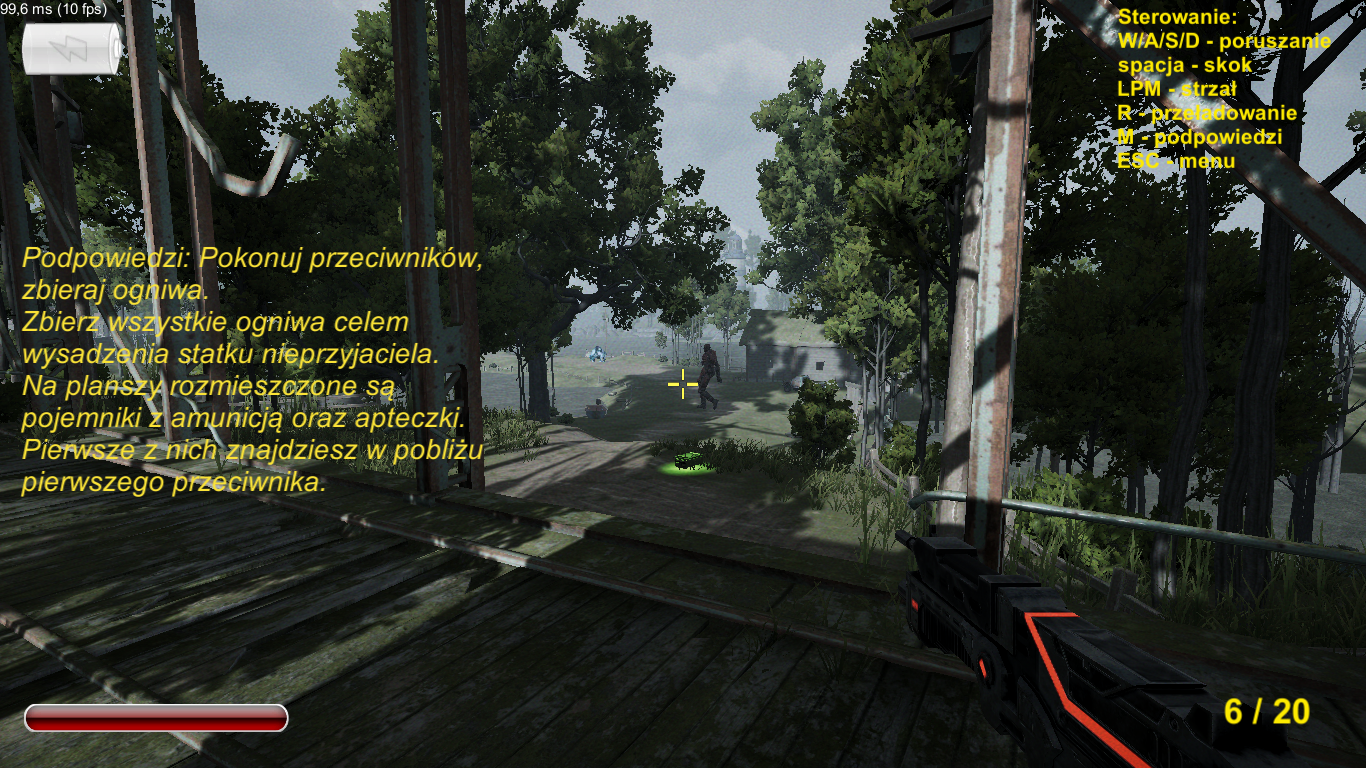 99,6 ms (10 fps)
Sterowanie:
W/A/S/D - poruszanie
spacja - skok
LPM - strzał
R - przeładowanie
M - podpowiedzi
ESC - menu
Podpowiedzi: Pokonuj przeciwników,
zbieraj ogniwa.
Zbierz wszystkie ogniwa celem
wysadzenia statku nieprzyjaciela.
Na planszy rozmieszczone są
pojemniki z amunicją oraz apteczki.
Pierwsze z nich znajdziesz w pobliżu
pierwszego przeciwnika.
6 / 20